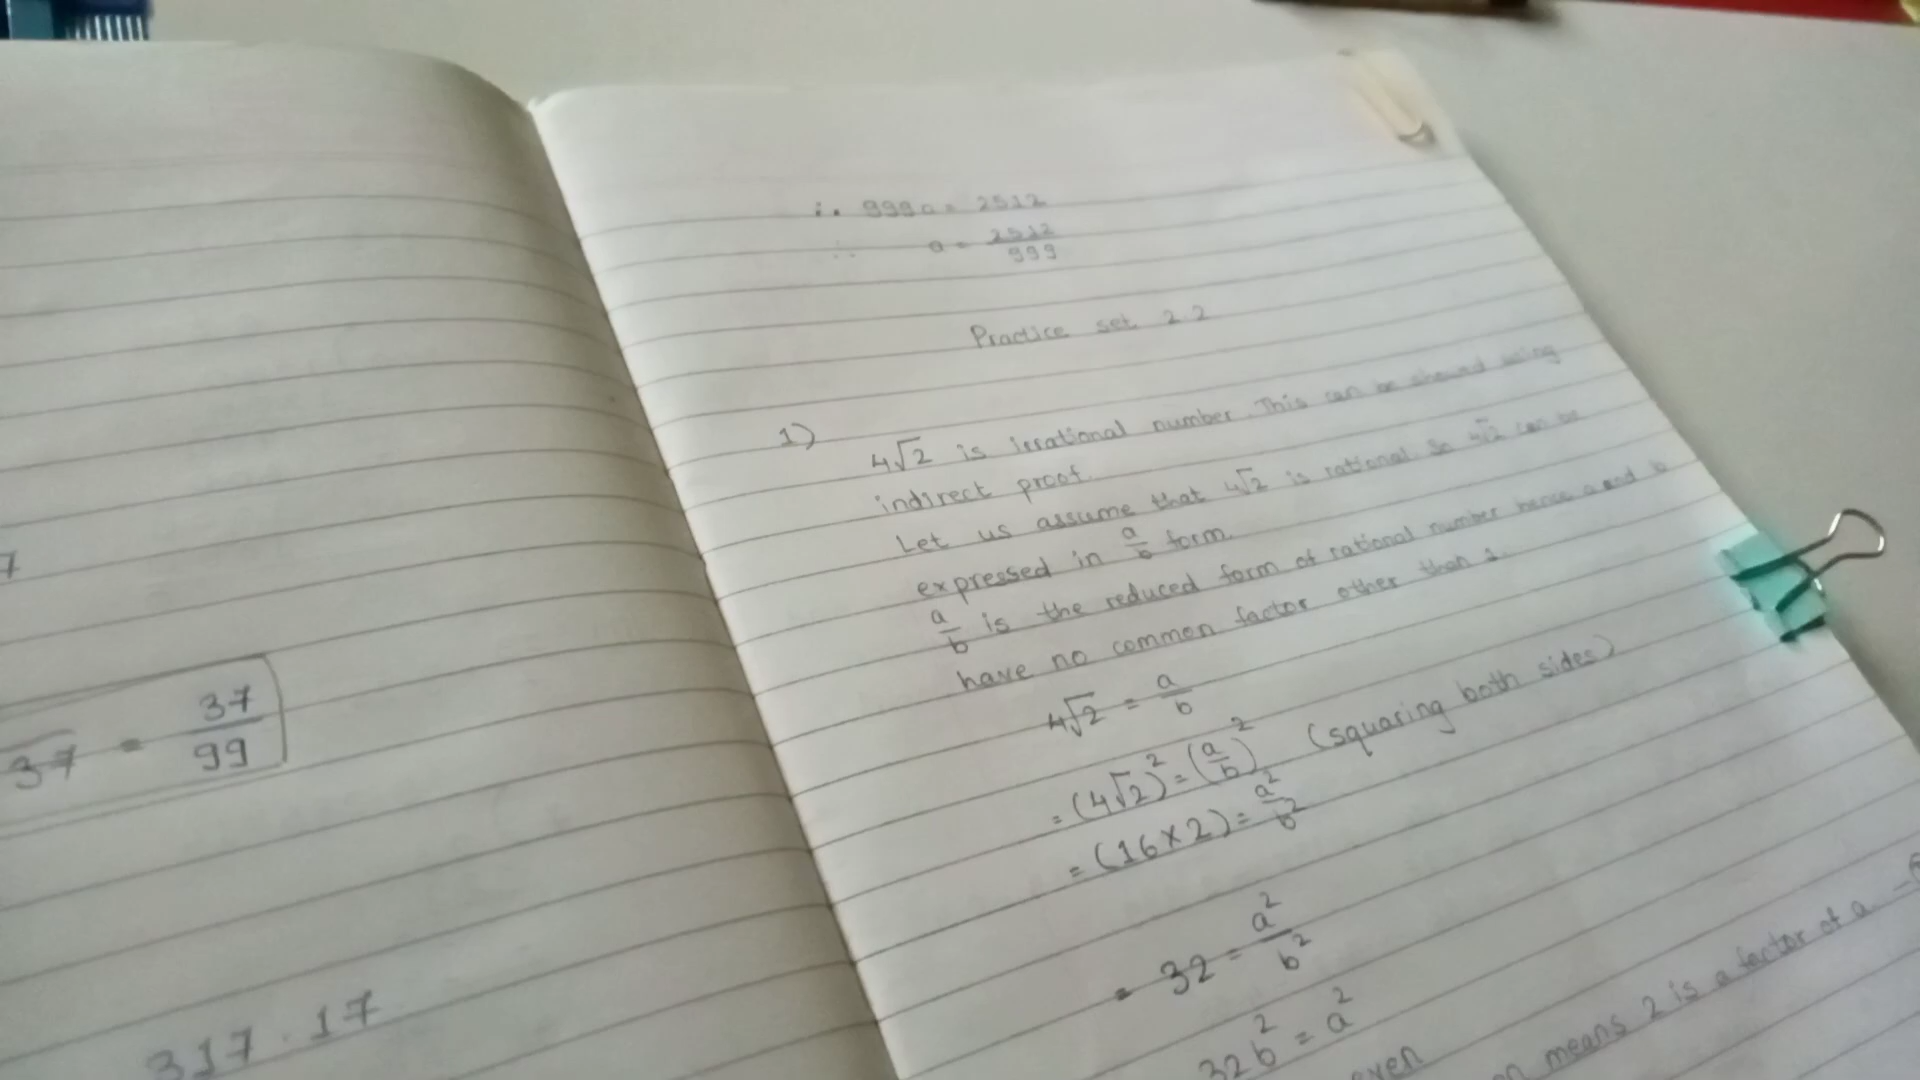 7
37 = 37/99
317.17
∴ 999a = 2512
∴ a = 2512/999
Practice set 2.2
1)
4√2 is irrational number. This can be showed using
indirect proof.
Let us assume that 4√2 is rational. So 4√2 can be
expressed in a/b form.
a/b is the reduced form of rational number hence a and b
have no common factor other than 1.
4√2 = a/b
= (4√2)² = (a/b)² (squaring both sides)
= (16×2) = a²/b²
= 32 = a²/b²
32b² = a²
even
means 2 is a factor of a